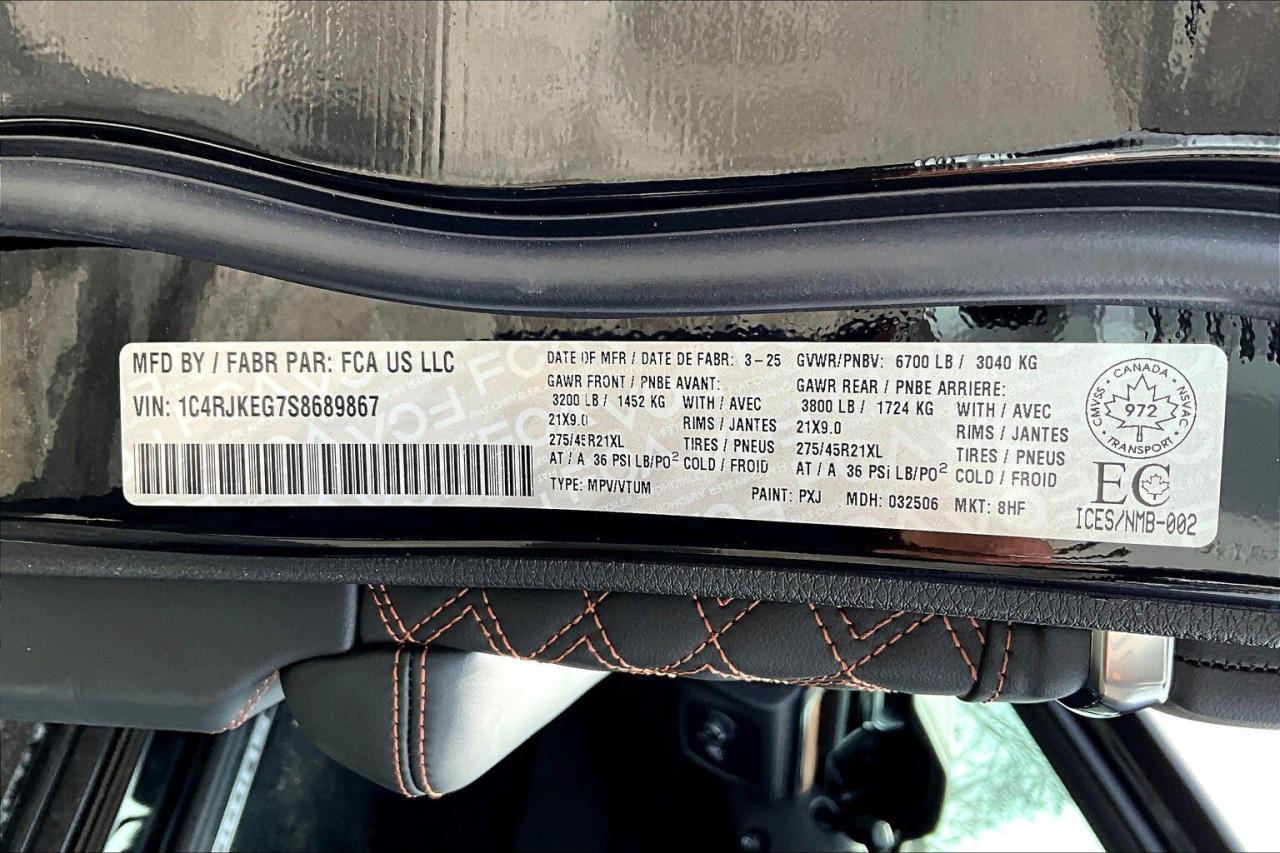 MFD BY / FABR PAR: FCA US LLC
VIN: 1C4RJKEG7S8689867
DATE OF MFR / DATE DE FABR: 3-25
GAWR FRONT / PNBE AVANT:
3200 LB / 1452 KG WITH / AVEC
21X9.0 RIMS / JANTES
275/45R21XL TIRES / PNEUS
AT / A 36 PSI LB/PO² COLD / FROID
TYPE: MPV/VTUM
GVWR/PNBV: 6700 LB / 3040 KG
GAWR REAR / PNBE ARRIERE:
3800 LB / 1724 KG WITH / AVEC
21X9.0 RIMS / JANTES
275/45R21XL TIRES / PNEUS
AT / A 36 PSI LB/PO² COLD / FROID
PAINT: PXJ MDH: 032506 MKT: 8HF
CANADA
CMVSS 972 NSVAC
TRANSPORT
EC
ICES/NMB-002